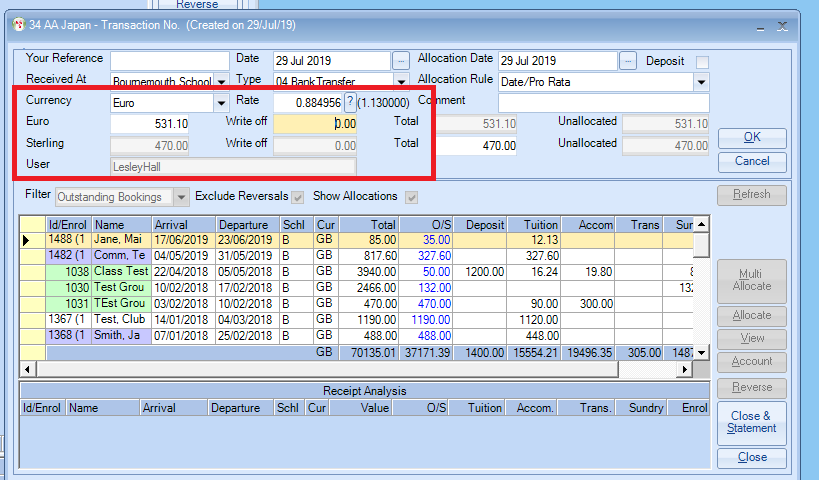 Reverse
34 AA Japan - Transaction No. (Created on 29/Jul/19)
Your Reference Date 29 Jul 2019 ... Allocation Date 29 Jul 2019 ... Deposit
Received At Bournemouth School Type 04 BankTransfer Allocation Rule Date/Pro Rata
Currency Euro Rate 0.884956 ? (1.130000) Comment
Euro 531.10 Write off 0.00 Total 531.10 Unallocated 531.10
OK
Sterling 470.00 Write off 0.00 Total 470.00 Unallocated 470.00
Cancel
User LesleyHall
Filter Outstanding Bookings Exclude Reversals Show Allocations
Refresh
Id/Enrol Name Arrival Departure Schl Cur Total O/S Deposit Tuition Accom Trans Sur
1488 (1 Jane, Mai 17/06/2019 23/06/2019 B GB 85.00 35.00 12.13
1482 (1 Comm, Te 04/05/2019 31/05/2019 B GB 817.60 327.60 327.60
1038 Class Test 22/04/2018 05/05/2018 B GB 3940.00 50.00 1200.00 16.24 19.80 8
1030 Test Grou 10/02/2018 17/02/2018 B GB 2466.00 132.00 132
1031 TEst Grou 03/02/2018 10/02/2018 B GB 470.00 470.00 90.00 300.00
1367 (1 Test, Club 14/01/2018 04/03/2018 B GB 1190.00 1190.00 1120.00
1368 (1 Smith, Ja 07/01/2018 25/02/2018 B GB 488.00 488.00 448.00
GB 70135.01 37171.39 1400.00 15554.21 19496.35 305.00 1487
Multi
Allocate
Allocate
View
Account
Reverse
Receipt Analysis
Id/Enrol Name Arrival Departure Schl Cur Value O/S Tuition Accom. Trans. Sundry Enrol
Close &
Statement
Close